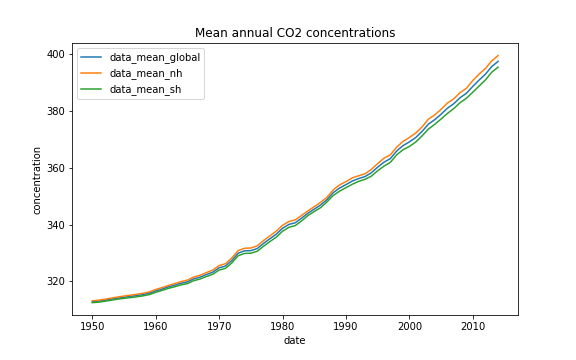 Mean annual CO2 concentrations
data_mean_global
data_mean_nh
data_mean_sh
concentration
400
380
360
340
320
1950
1960
1970
1980
1990
2000
2010
date